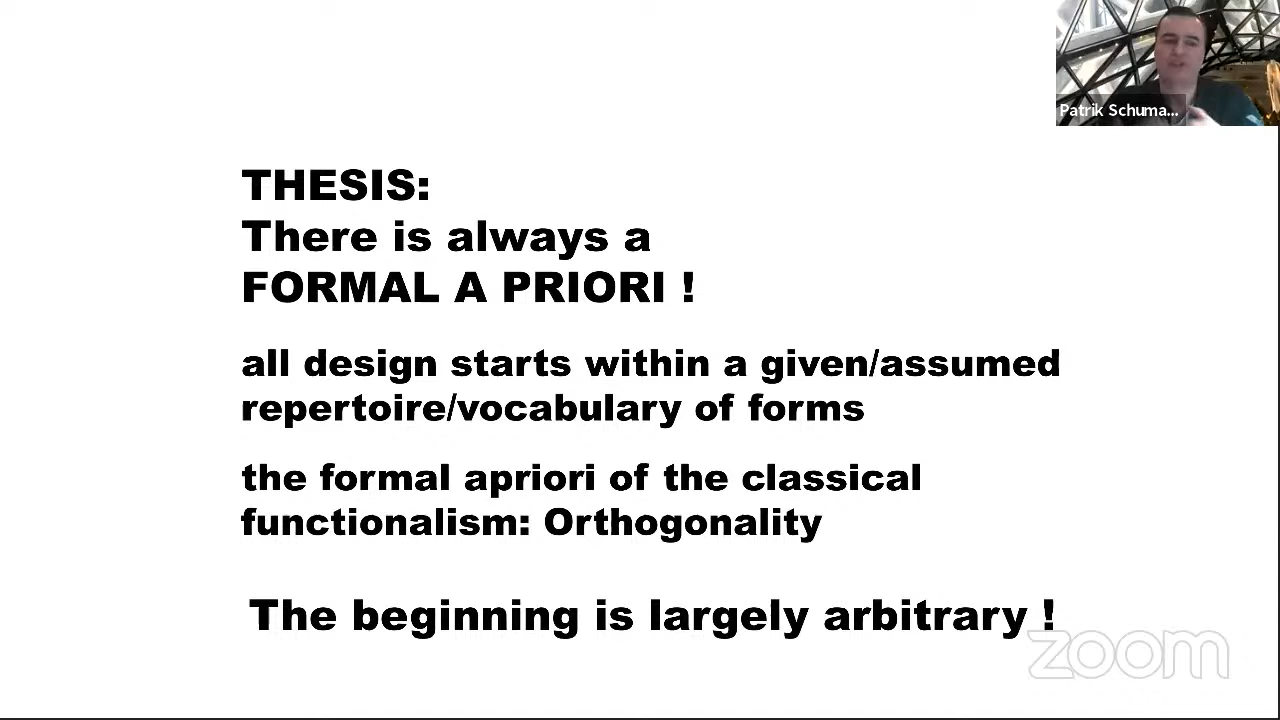 Patrik Schuma...
THESIS:
There is always a
FORMAL A PRIORI !
all design starts within a given/assumed
repertoire/vocabulary of forms
the formal apriori of the classical
functionalism: Orthogonality
The beginning is largely arbitrary !
zoom